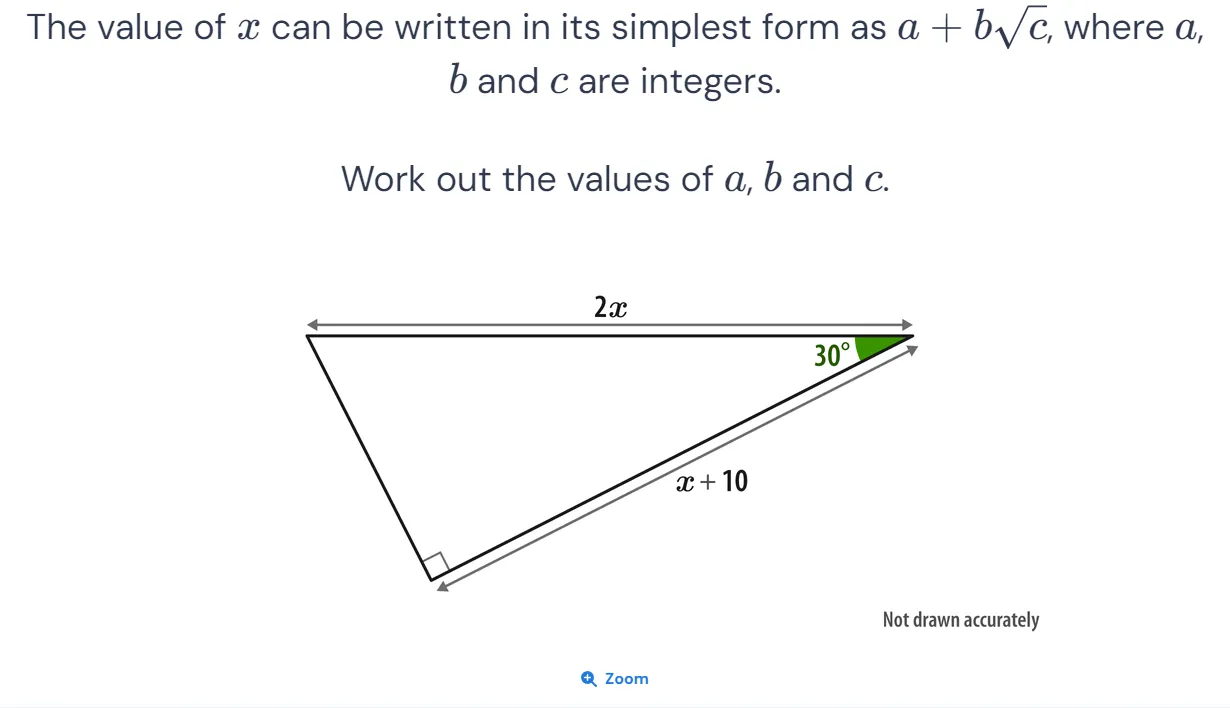 The value of x can be written in its simplest form as a + b√c, where a,
b and c are integers.
Work out the values of a, b and c.
2x
30°
x + 10
Not drawn accurately
Zoom